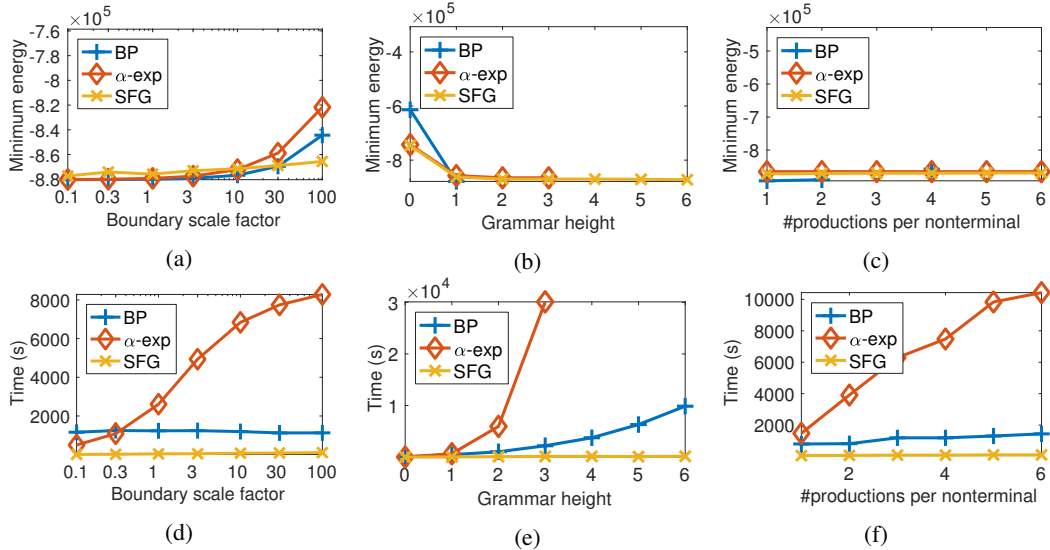 ×10^5
-7.6
-7.8
-8
-8.2
-8.4
-8.6
-8.8
Minimum energy
BP
α-exp
SFG
0.1 0.3 1 3 10 30 100
Boundary scale factor
(a)
×10^5
-4
-6
-8
Minimum energy
BP
α-exp
SFG
0 1 2 3 4 5 6
Grammar height
(b)
×10^5
-5
-6
-7
-8
Minimum energy
BP
α-exp
SFG
1 2 3 4 5 6
#productions per nonterminal
(c)
8000
6000
4000
2000
Time (s)
BP
α-exp
SFG
0.1 0.3 1 3 10 30 100
Boundary scale factor
(d)
×10^4
3
2
1
0
Time (s)
BP
α-exp
SFG
0 1 2 3 4 5 6
Grammar height
(e)
10000
8000
6000
4000
2000
Time (s)
BP
α-exp
SFG
2 4 6
#productions per nonterminal
(f)